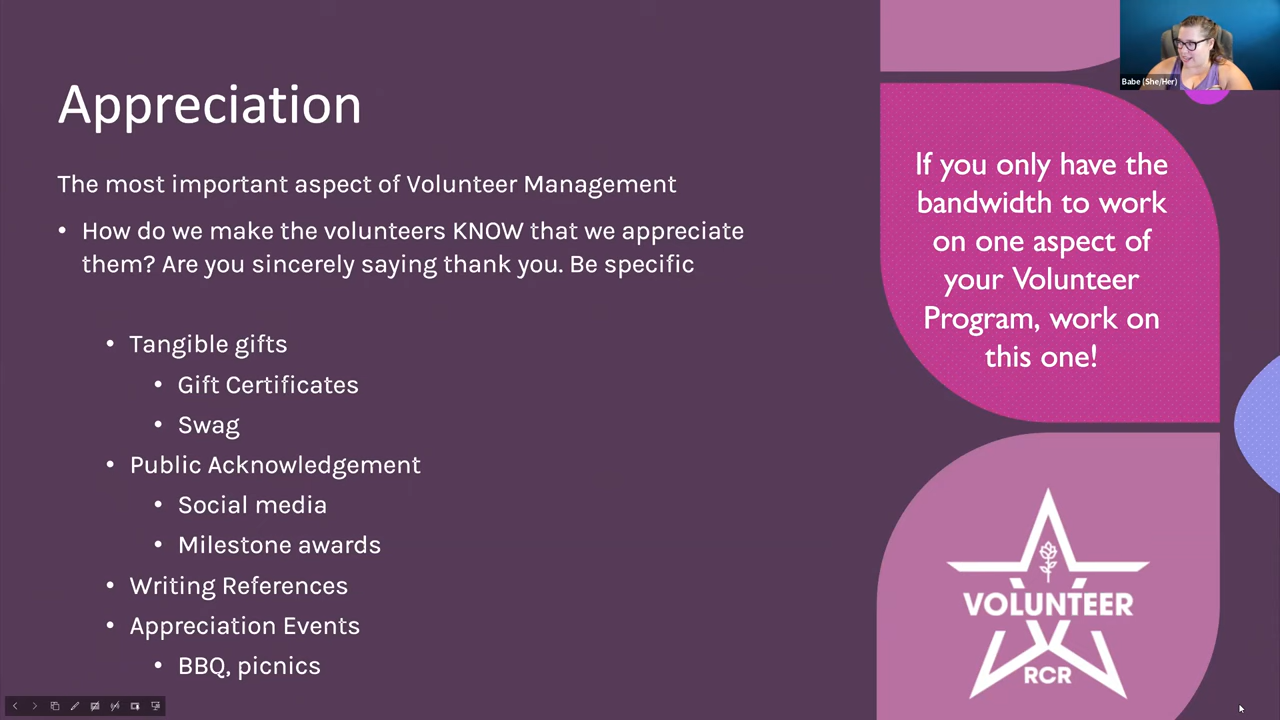 Appreciation
The most important aspect of Volunteer Management
• How do we make the volunteers KNOW that we appreciate
them? Are you sincerely saying thank you. Be specific
• Tangible gifts
• Gift Certificates
• Swag
• Public Acknowledgement
• Social media
• Milestone awards
• Writing References
• Appreciation Events
• BBQ, picnics
Babe (She/Her)
If you only have the
bandwidth to work
on one aspect of
your Volunteer
Program, work on
this one!
VOLUNTEER
RCR